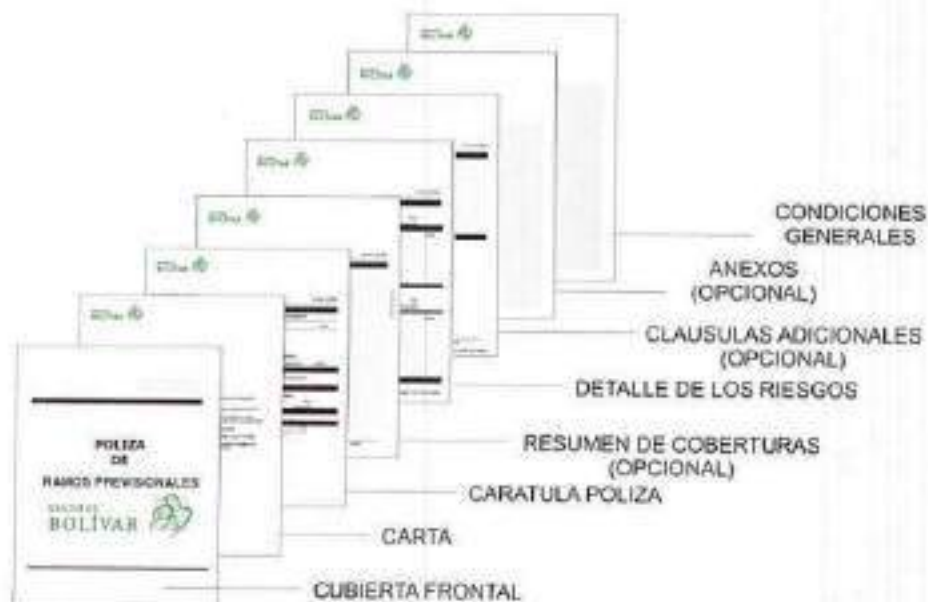 CONDICIONES
GENERALES
ANEXOS
(OPCIONAL)
CLAUSULAS ADICIONALES
(OPCIONAL)
DETALLE DE LOS RIESGOS
RESUMEN DE COBERTURAS
(OPCIONAL)
CARATULA POLIZA
CARTA
CUBIERTA FRONTAL
POLIZA
DE
RAMOS PREVISIONALES
SEGUROS
BOLÍVAR